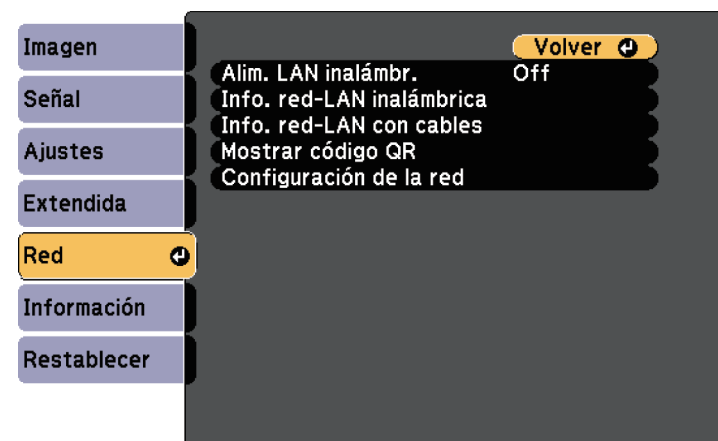 Imagen
Señal
Ajustes
Extendida
Red
Información
Restablecer
Volver
Alim. LAN inalámbr. Off
Info. red-LAN inalámbrica
Info. red-LAN con cables
Mostrar código QR
Configuración de la red